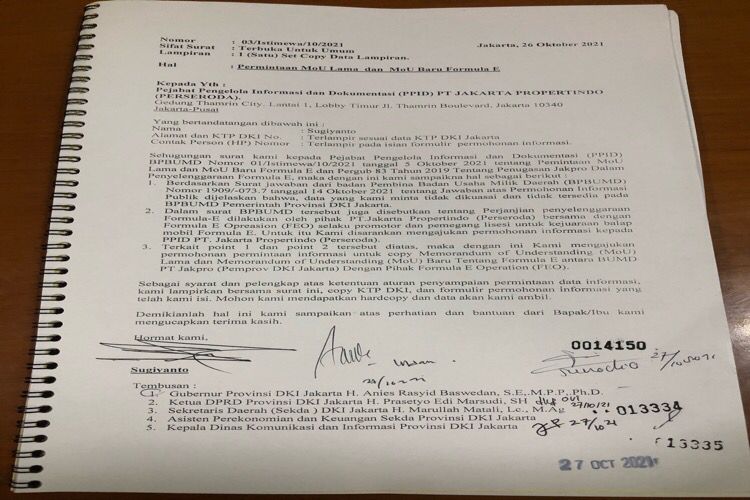 Nomor : 03/Istimewa/10/2021
Jakarta, 26 Oktober 2021
Sifat Surat : Terbuka Untuk Umum
Lampiran : 1 (Satu) Set Copy Data Lampiran.
Hal : Permintaan MoU Lama dan MoU Baru Formula E
Kepada Yth :
Pejabat Pengelola Informasi dan Dokumentasi (PPID) PT JAKARTA PROPERTINDO
(PERSERODA).
Gedung Thamrin City. Lantai 1, Lobby Timur Jl. Thamrin Boulevard, Jakarta 10340
Jakarta-Pusat
Yang bertandatangan dibawah ini :
Nama : Sugiyanto
Alamat dan KTP DKI No. : Terlampir sesuai data KTP DKI Jakarta
Contak Person (HP) Nomor : Terlampir pada isian formulir permohonan informasi.
Sehubungan surat kami kepada Pejabat Pengelola Informasi dan Dokumentasi (PPID)
BPBUMD Nomor 01/Istimewa/10/2021 tanggal 5 Oktober 2021 tentang Permintaan MoU
Lama dan MoU Baru Formula E dan Pergub 83 Tahun 2019 Tentang Penugasan Jakpro Dalam
Penyelenggaraan Formula E, maka dengan ini kami sampaikna hal sebagai berikut :
1. Berdasarkan Surat jawaban dari badan Pembina Badan Usaha Milik Daerah (BPBUMD)
Nomor 1909/-073.7 tanggal 14 Oktober 2021 tentang Jawaban atas Permohonan Informasi
Publik dijelaskan bahwa, data yang kami minta tidak dikuasai dan tidak tersedia pada
BPBUMD Pemerintah Provinsi DKI Jakarta.
2. Dalam surat BPBUMD tersebut juga disebutkan tentang Perjanjian penyelenggaraan
Formula-E dilakukan oleh pihak PT.Jakarta Propertindo (Perseroda) bersama dengan
Formula E Opreasion (FEO) selaku promotor dan pemegang lisesi untuk kejuaraan balap
mobil Formula E. Untuk itu Kami disarankan mengajukan permohonan informasi kepada
PPID PT. Jakarta Propertindo (Perseroda).
3. Terkait point 1 and point 2 tersebut diatas, maka dengan ini Kami mengajukan
permohonan permintaan informasi untuk copy Memorandum of Understanding (MoU)
Lama dan Memorandum of Understanding (MoU) Baru Tentang Formula E antara BUMD
PT Jakpro (Pemprov DKI Jakarta) Dengan Pihak Formula E Operation (FEO).
Sebagai syarat dan pelengkap atas ketentuan aturan penyampaian permintaan data informasi,
kami lampirkan bersama surat ini, copy KTP DKI, dan formulir permohonan informasi yang
telah kami isi. Mohon kami mendapatkan hardcopy dan data akan kami ambil.
Demikianlah hal ini kami sampaikan atas perhatian dan bantuan dari Bapak/Ibu kami
mengucapkan terima kasih.
Hormat kami,
0014150
Sugiyanto
Tembusan :
1. Gubernur Provinsi DKI Jakarta H. Anies Rasyid Baswedan, S.E,.M.P.P,.Ph.D.
2. Ketua DPRD Provinsi DKI Jakarta H. Prasetyo Edi Marsudi, SH 27/10/21
3. Sekretaris Daerah (Sekda ) DKI Jakarta H. Marullah Matali, Lc., M.Ag 013334
4. Asisten Perekonomian dan Keuangan Sekda Provinsi DKI Jakarta
5. Kepala Dinas Komunikasi dan Informasi Provinsi DKI Jakarta 27/10 21
13335
27 OCT 2021